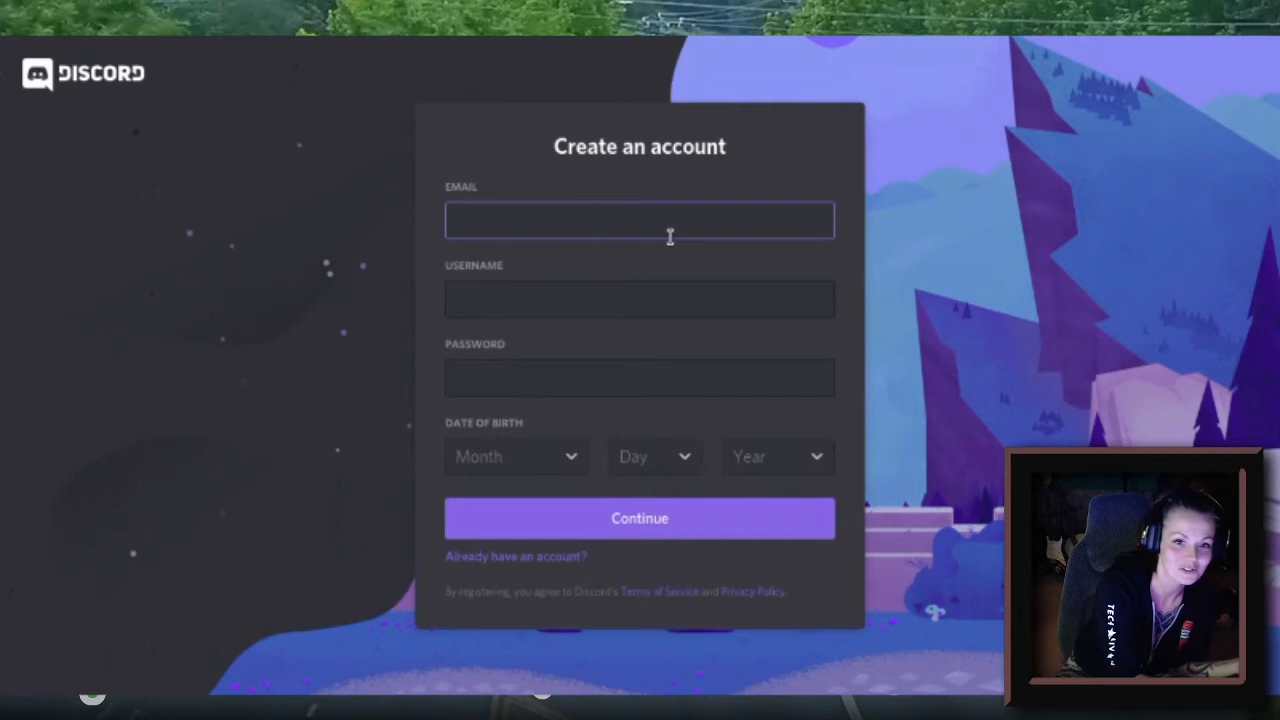 DISCORD
Create an account
EMAIL
USERNAME
PASSWORD
DATE OF BIRTH
Month Day Year
Continue
Already have an account?
By registering, you agree to Discord's Terms of Service and Privacy Policy.